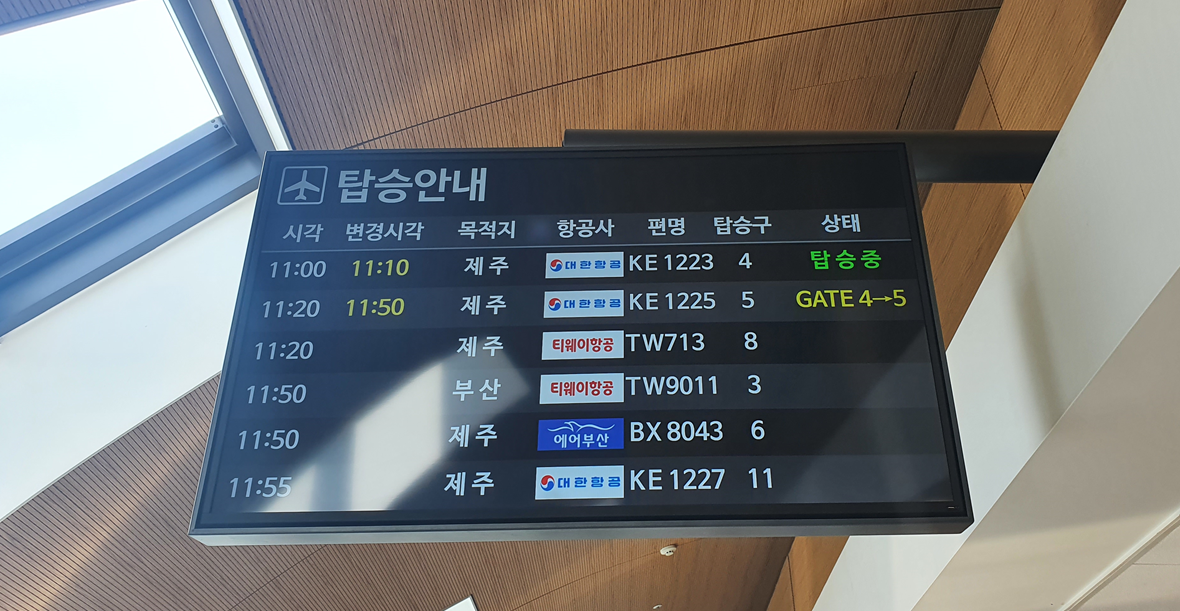 탑승안내
시각 변경시각 목적지 항공사 편명 탑승구 상태
11:00 11:10 제주 대한항공 KE 1223 4 탑승중
11:20 11:50 제주 대한항공 KE 1225 5 GATE 4→5
11:20 제주 티웨이항공 TW713 8
11:50 부산 티웨이항공 TW9011 3
11:50 제주 에어부산 BX 8043 6
11:55 제주 대한항공 KE 1227 11